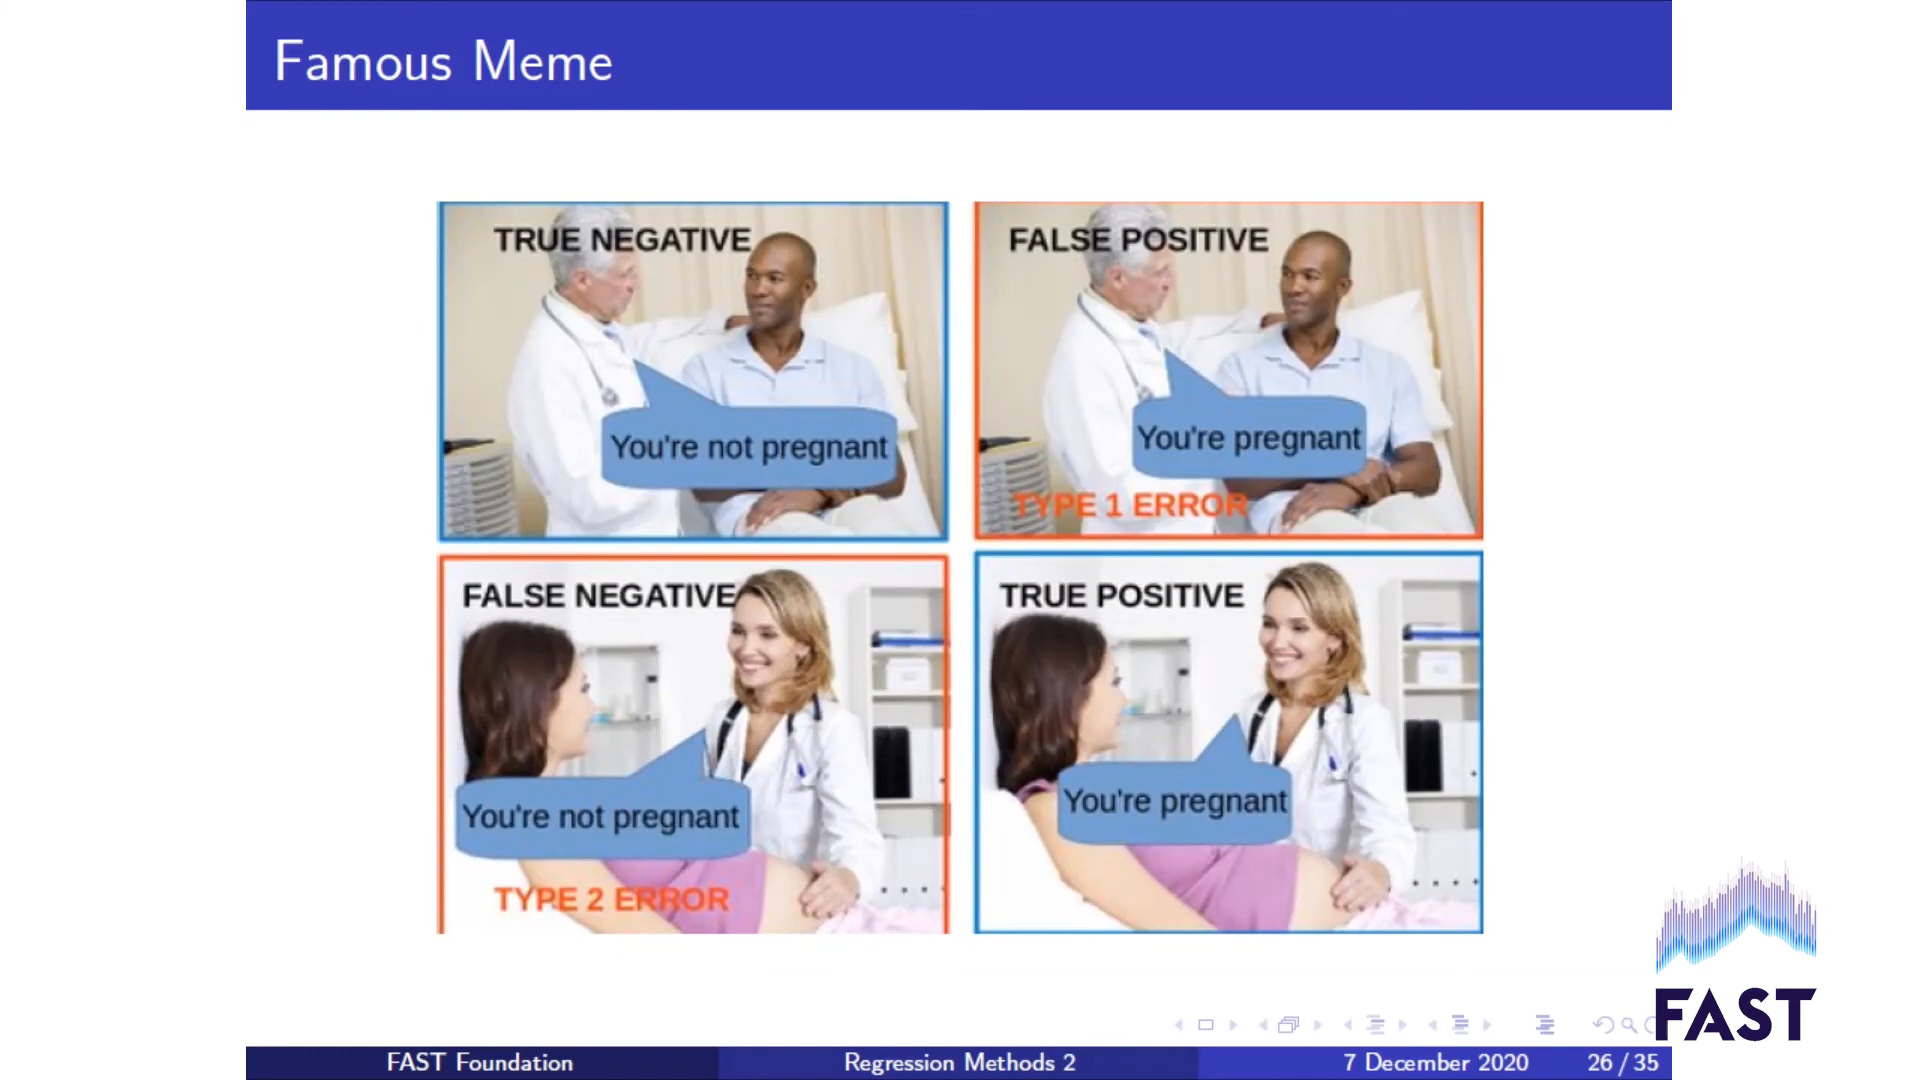 Famous Meme
TRUE NEGATIVE
You're not pregnant
FALSE POSITIVE
You're pregnant
TYPE 1 ERROR
FALSE NEGATIVE
You're not pregnant
TYPE 2 ERROR
TRUE POSITIVE
You're pregnant
FAST
FAST Foundation
Regression Methods 2
7 December 2020
26 / 35